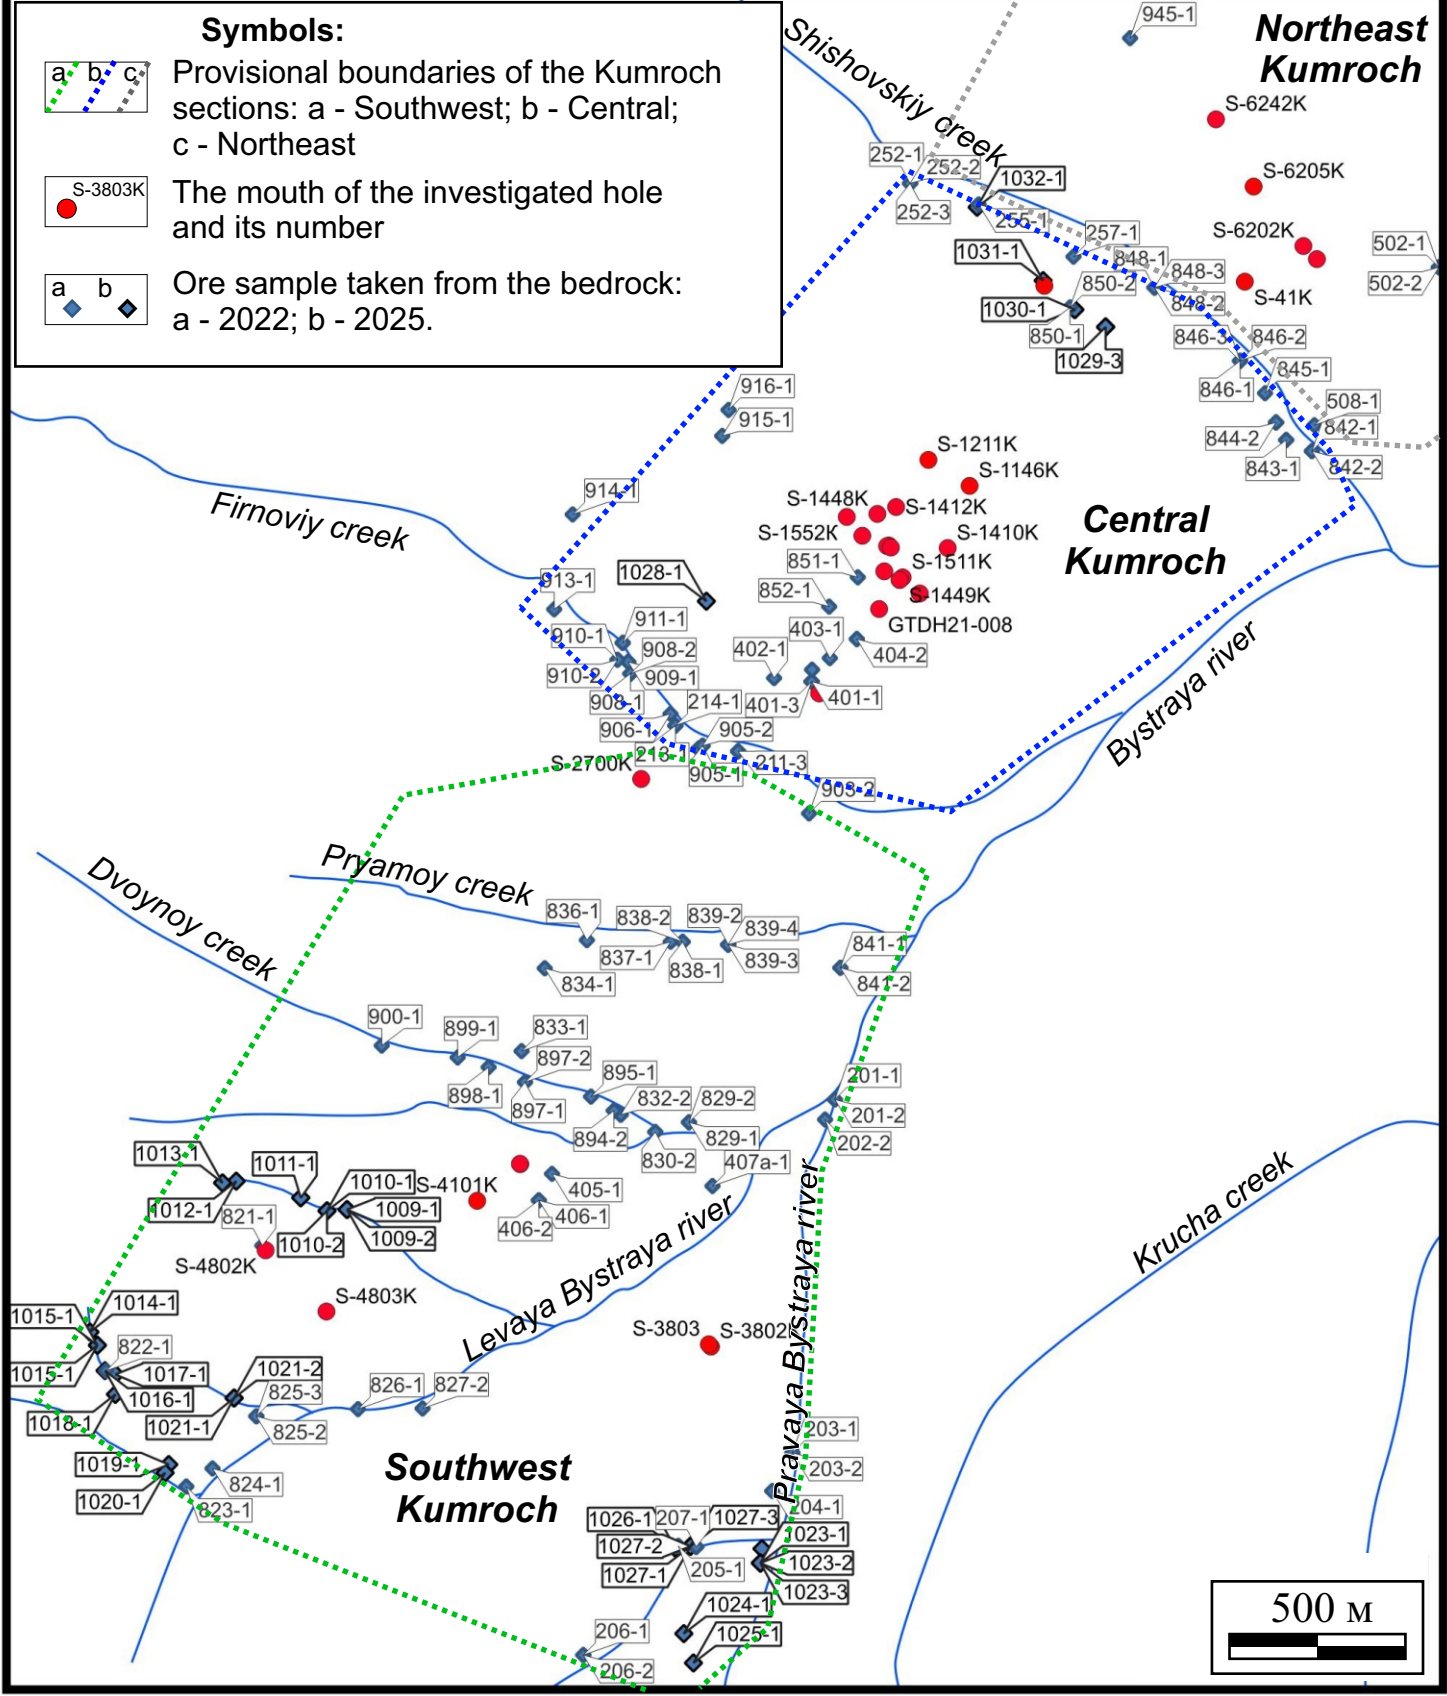 Symbols:
a b c
Provisional boundaries of the Kumroch
sections: a - Southwest; b - Central;
c - Northeast
S-3803K
The mouth of the investigated hole
and its number
a b
Ore sample taken from the bedrock:
a - 2022; b - 2025.
945-1
Northeast
Kumroch
Shishovskiy creek
S-6242K
252-1
252-2
1032-1
S-6205K
252-3
255-1
257-1
S-6202K
502-1
1031-1
848-1
848-3
502-2
850-2
S-41K
1030-1
848-2
850-1
846-3
846-2
1029-3
845-1
916-1
846-1
508-1
915-1
842-1
844-2
S-1211K
843-1
842-2
S-1146K
914-1
S-1448K
S-1412K
Firnoviy creek
S-1552K
S-1410K
Central
Kumroch
851-1
S-1511K
913-1
1028-1
852-1
S-1449K
911-1
GTDH21-008
910-1
403-1
908-2
402-1
404-2
910-2
909-1
Bystraya river
908-1
214-1
401-3
401-1
906-1
905-2
213-1
S-2700K
211-3
905-1
903-2
Pryamoy creek
Dvoynoy creek
836-1
838-2
839-2
839-4
841-1
837-1
838-1
839-3
834-1
841-2
900-1
899-1
833-1
897-2
895-1
201-1
898-1
897-1
832-2
829-2
201-2
894-2
829-1
202-2
1013-1
830-2
1011-1
407a-1
1010-1
S-4101K
405-1
1012-1
1009-1
821-1
406-1
406-2
1010-2
1009-2
S-4802K
Krucha creek
Levaya Bystraya river
Pravaya Bystraya river
S-4803K
1014-1
1015-1
S-3803
S-3802
822-1
1015-1
1017-1
1021-2
1016-1
825-3
826-1
827-2
1018-1
1021-1
825-2
203-1
1019-1
Southwest
Kumroch
203-2
824-1
1020-1
823-1
204-1
1026-1
207-1
1027-3
1023-1
1027-2
1023-2
1027-1
205-1
1023-3
1024-1
206-1
1025-1
206-2
500 м